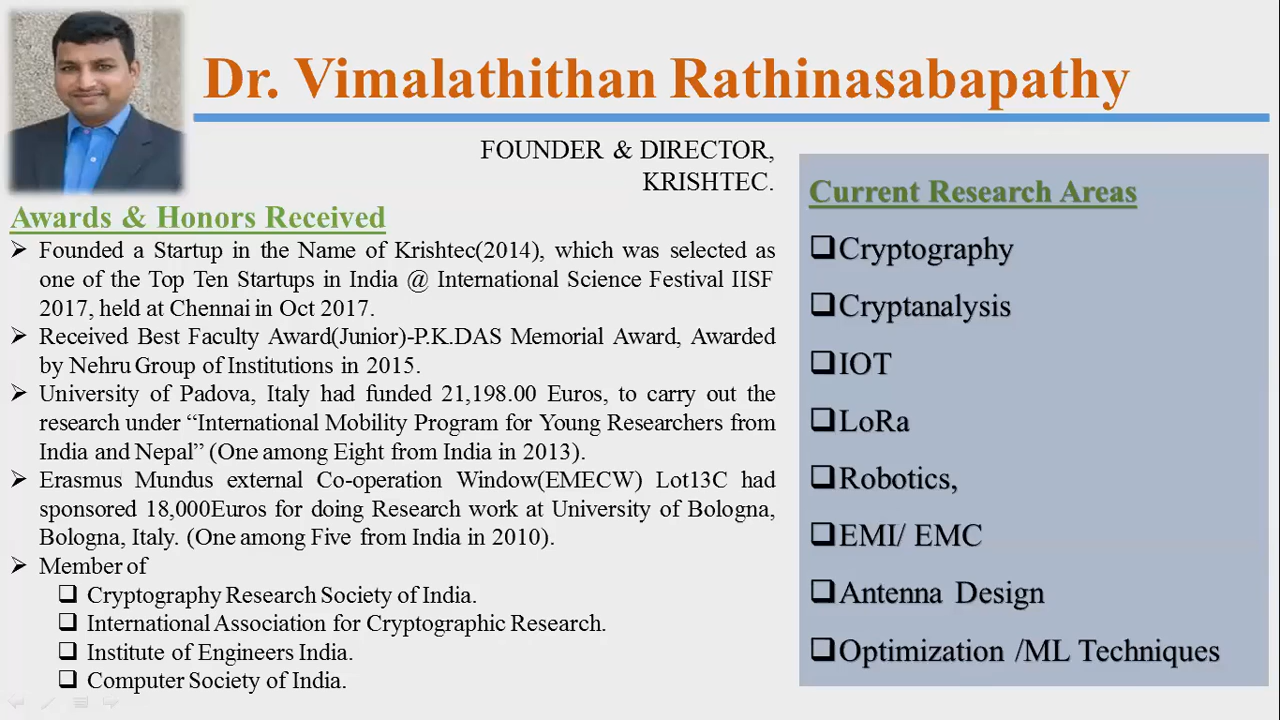 Dr. Vimalathithan Rathinasabapathy
FOUNDER & DIRECTOR,
KRISHTEC.
Awards & Honors Received
➢ Founded a Startup in the Name of Krishtec(2014), which was selected as
one of the Top Ten Startups in India @ International Science Festival IISF
2017, held at Chennai in Oct 2017.
➢ Received Best Faculty Award(Junior)-P.K.DAS Memorial Award, Awarded
by Nehru Group of Institutions in 2015.
➢ University of Padova, Italy had funded 21,198.00 Euros, to carry out the
research under “International Mobility Program for Young Researchers from
India and Nepal” (One among Eight from India in 2013).
➢ Erasmus Mundus external Co-operation Window(EMECW) Lot13C had
sponsored 18,000Euros for doing Research work at University of Bologna,
Bologna, Italy. (One among Five from India in 2010).
➢ Member of
❑ Cryptography Research Society of India.
❑ International Association for Cryptographic Research.
❑ Institute of Engineers India.
❑ Computer Society of India.
Current Research Areas
❑Cryptography
❑Cryptanalysis
❑IOT
❑LoRa
❑Robotics,
❑EMI/ EMC
❑Antenna Design
❑Optimization /ML Techniques